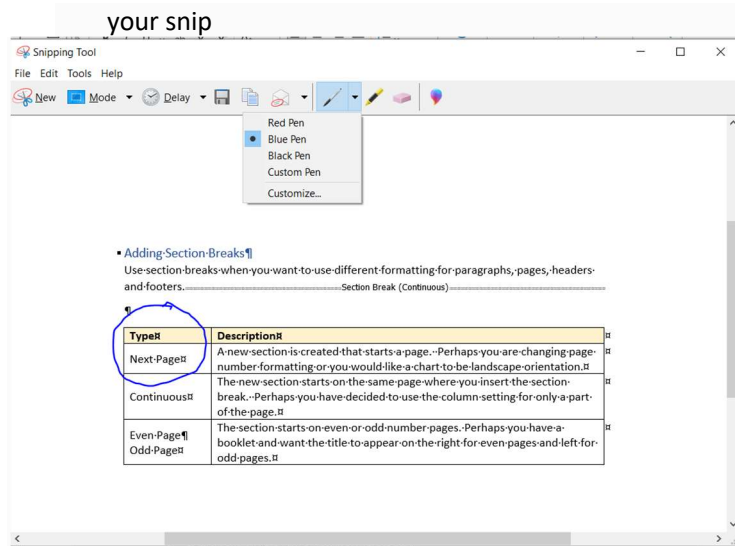 your snip
Snipping Tool
File Edit Tools Help
New Mode Delay
Red Pen
Blue Pen
Black Pen
Custom Pen
Customize...
▪Adding·Section·Breaks¶
Use·section·breaks·when·you·want·to·use·different·formatting·for·paragraphs,·pages,·headers·
and·footers. Section Break (Continuous)
¶
Type¤ Description¤ ¤
Next·Page¤ A·new·section·is·created·that·starts·a·page.··Perhaps·you·are·changing·page·
number·formatting·or·you·would·like·a·chart·to·be·landscape·orientation.¤ ¤
Continuous¤ The·new·section·starts·on·the·same·page·where·you·insert·the·section·
break.··Perhaps·you·have·decided·to·use·the·column·setting·for·only·a·part·
of·the·page.¤ ¤
Even·Page¶
Odd·Page¤ The·section·starts·on·even·or·odd·number·pages.·Perhaps·you·have·a·
booklet·and·want·the·title·to·appear·on·the·right·for·even·pages·and·left·for·
odd·pages.¤ ¤